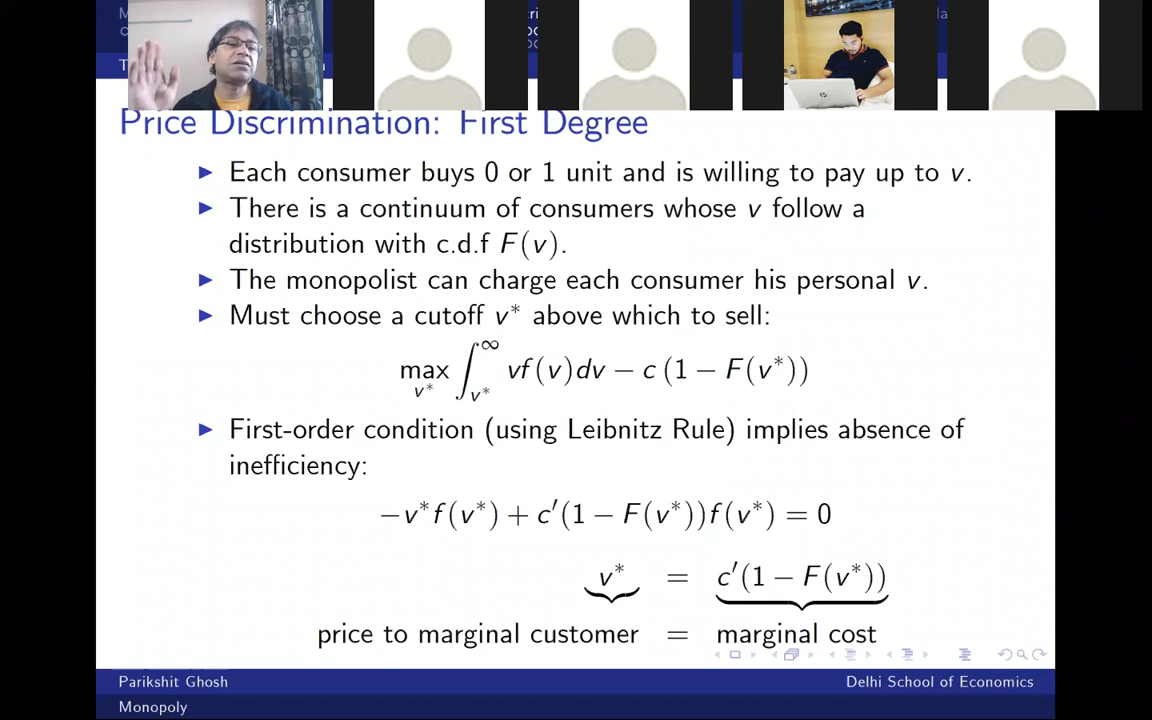 Price Discrimination: First Degree
▶ Each consumer buys 0 or 1 unit and is willing to pay up to v.
▶ There is a continuum of consumers whose v follow a
distribution with c.d.f F(v).
▶ The monopolist can charge each consumer his personal v.
▶ Must choose a cutoff v* above which to sell:
max_{v*} ∫_{v*}^{∞} vf(v)dv − c (1 − F(v*))
▶ First-order condition (using Leibnitz Rule) implies absence of
inefficiency:
−v*f(v*) + c′(1 − F(v*))f(v*) = 0
v* = c′(1 − F(v*))
price to marginal customer = marginal cost
Parikshit Ghosh Delhi School of Economics
Monopoly